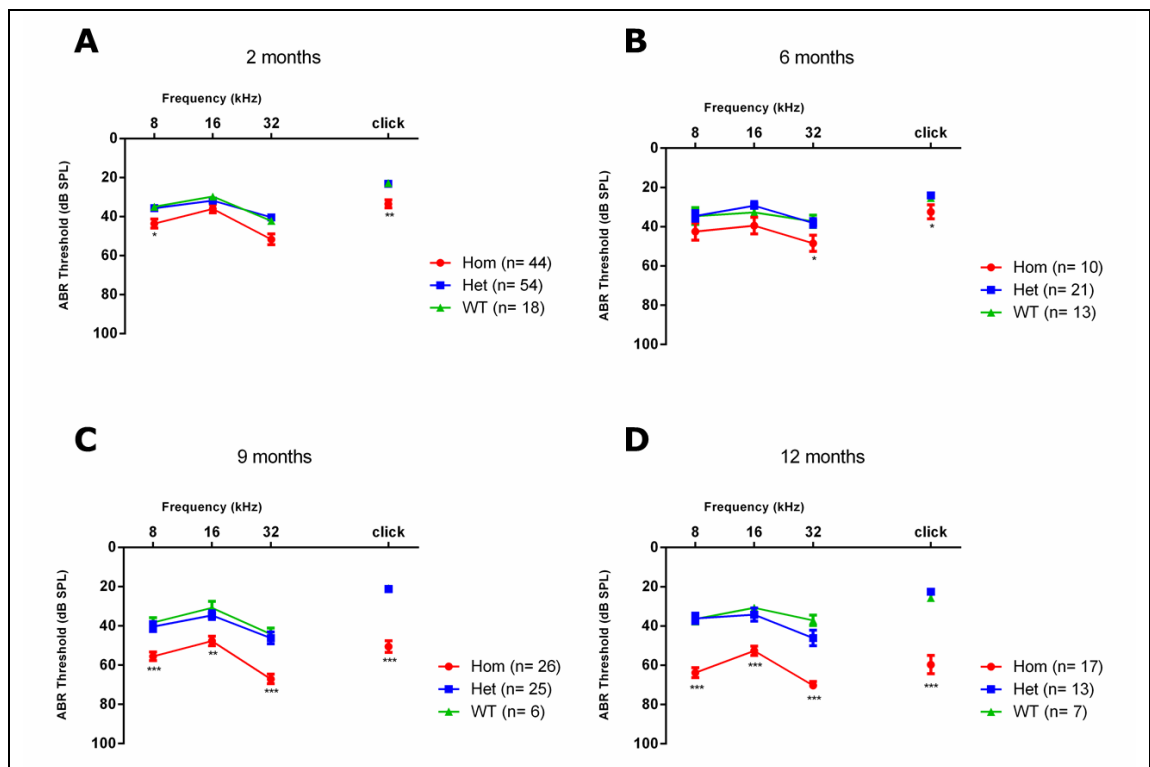 A
2 months
Frequency (kHz)
8 16 32 click
0
20
40
60
80
100
ABR Threshold (dB SPL)
*
**
Hom (n= 44)
Het (n= 54)
WT (n= 18)
B
6 months
Frequency (kHz)
8 16 32 click
0
20
40
60
80
100
ABR Threshold (dB SPL)
*
*
Hom (n= 10)
Het (n= 21)
WT (n= 13)
C
9 months
Frequency (kHz)
8 16 32 click
0
20
40
60
80
100
ABR Threshold (dB SPL)
***
**
***
***
Hom (n= 26)
Het (n= 25)
WT (n= 6)
D
12 months
Frequency (kHz)
8 16 32 click
0
20
40
60
80
100
ABR Threshold (dB SPL)
***
***
***
***
Hom (n= 17)
Het (n= 13)
WT (n= 7)